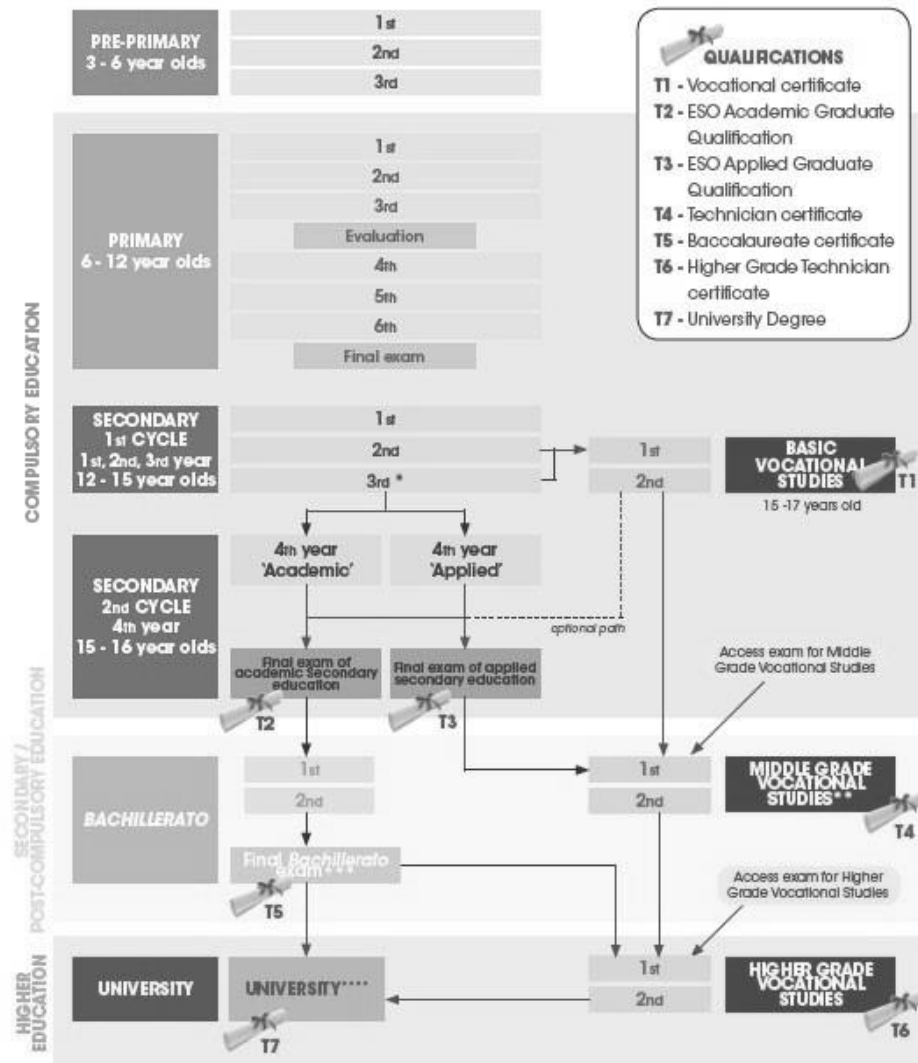 PRE-PRIMARY
3 - 6 year olds
1st
2nd
3rd
QUALIFICATIONS
T1 - Vocational certificate
T2 - ESO Academic Graduate
Qualification
T3 - ESO Applied Graduate
Qualification
T4 - Technician certificate
T5 - Baccalaureate certificate
T6 - Higher Grade Technician
certificate
T7 - University Degree
COMPULSORY EDUCATION
PRIMARY
6 - 12 year olds
1st
2nd
3rd
Evaluation
4th
5th
6th
Final exam
SECONDARY
1st CYCLE
1st, 2nd, 3rd year
12 - 15 year olds
1st
2nd
3rd *
1st
2nd
BASIC
VOCATIONAL
STUDIES
T1
15 -17 years old
SECONDARY
2nd CYCLE
4th year
15 - 16 year olds
4th year
'Academic'
4th year
'Applied'
optional path
Final exam of
academic Secondary
education
T2
Final exam of applied
secondary education
T3
Access exam for Middle
Grade Vocational Studies
SECONDARY /
POST-COMPULSORY EDUCATION
BACHILLERATO
1st
2nd
Final Bachillerato
exam***
T5
1st
2nd
MIDDLE GRADE
VOCATIONAL
STUDIES**
T4
Access exam for Higher
Grade Vocational Studies
HIGHER
EDUCATION
UNIVERSITY
UNIVERSITY****
T7
1st
2nd
HIGHER GRADE
VOCATIONAL
STUDIES
T6